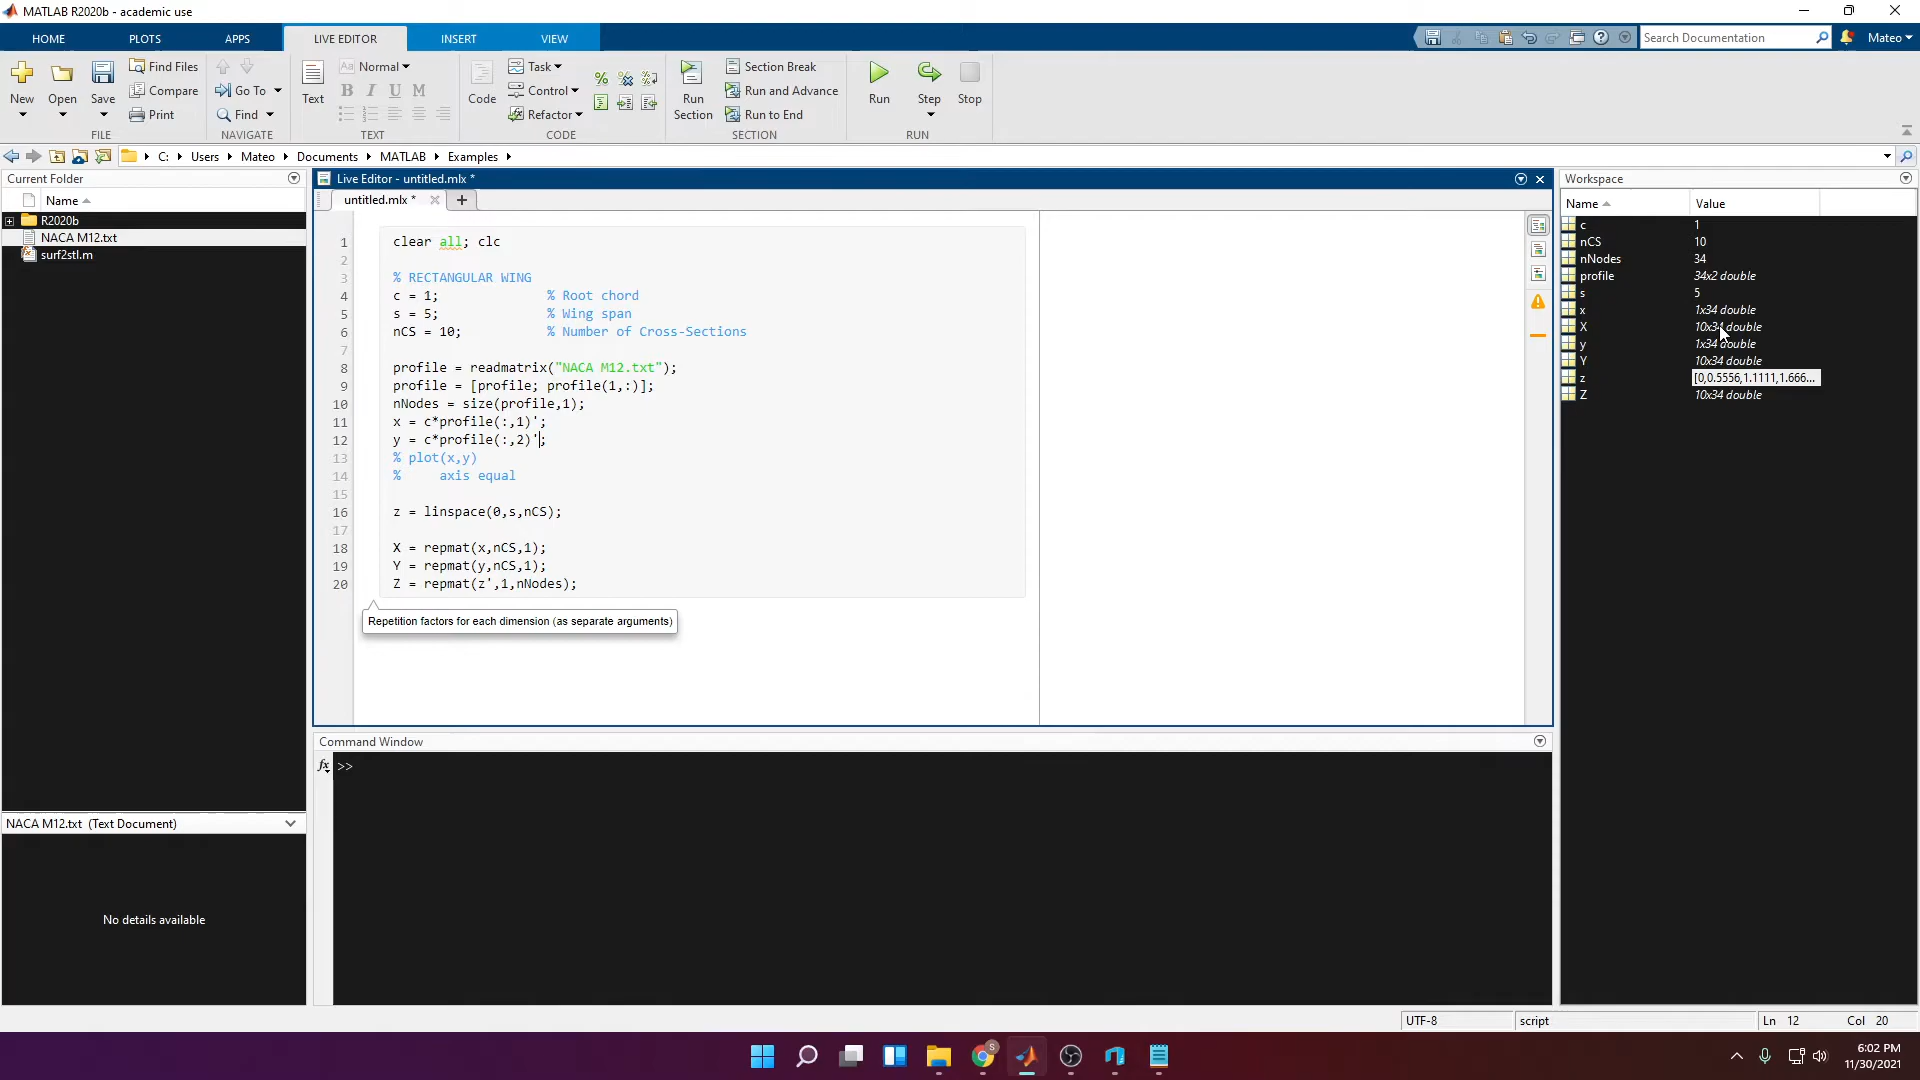 MATLAB R2020b - academic use
HOME PLOTS APPS LIVE EDITOR INSERT VIEW Search Documentation Mateo
New Open Save Find Files Compare Print Go To Find Text Normal B I U M Code Task Control Refactor Run Section Section Break Run and Advance Run to End Run Step Stop
FILE NAVIGATE TEXT CODE SECTION RUN
C: Users Mateo Documents MATLAB Examples
Current Folder
Name
R2020b
NACA M12.txt
surf2stl.m
Live Editor - untitled.mlx *
untitled.mlx *
1 clear all; clc
2
3 % RECTANGULAR WING
4 c = 1; % Root chord
5 s = 5; % Wing span
6 nCS = 10; % Number of Cross-Sections
7
8 profile = readmatrix("NACA M12.txt");
9 profile = [profile; profile(1,:)];
10 nNodes = size(profile,1);
11 x = c*profile(:,1)';
12 y = c*profile(:,2)';
13 % plot(x,y)
14 % axis equal
15
16 z = linspace(0,s,nCS);
17
18 X = repmat(x,nCS,1);
19 Y = repmat(y,nCS,1);
20 Z = repmat(z',1,nNodes);
Repetition factors for each dimension (as separate arguments)
Workspace
Name Value
c 1
nCS 10
nNodes 34
profile 34x2 double
s 5
x 1x34 double
X 10x34 double
y 1x34 double
Y 10x34 double
z [0,0.5556,1.1111,1.666...
Z 10x34 double
Command Window
fx >>
NACA M12.txt (Text Document)
No details available
UTF-8 script Ln 12 Col 20
S
6:02 PM
11/30/2021